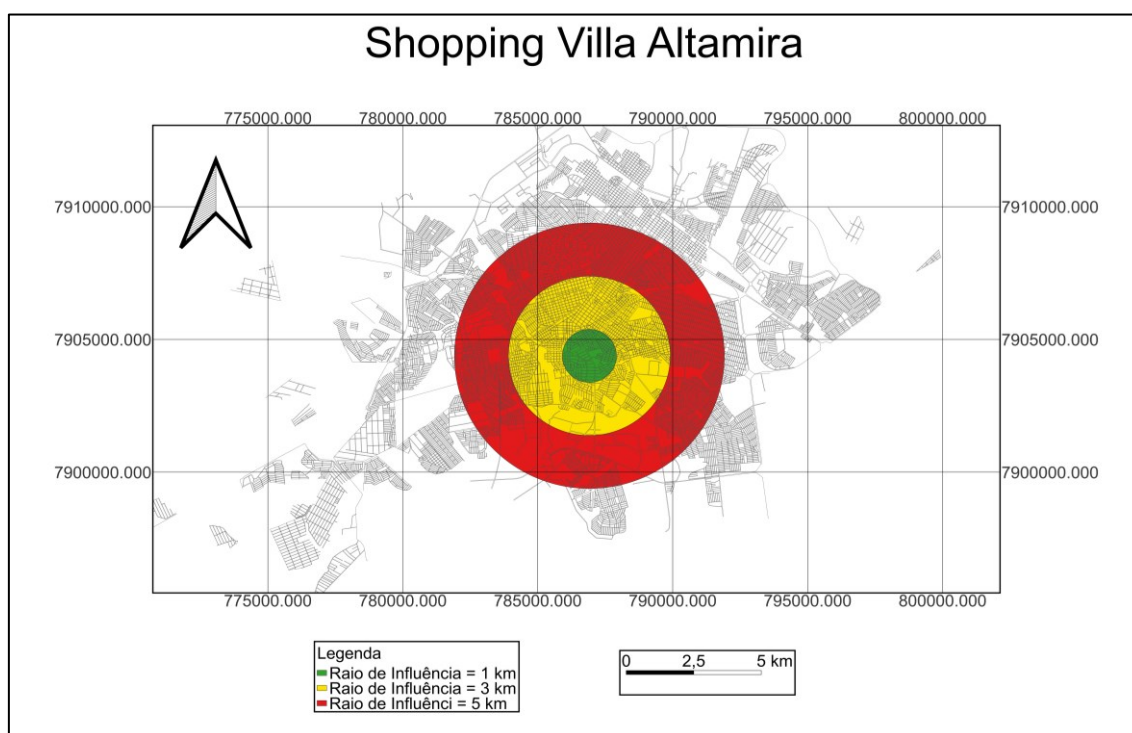 Shopping Villa Altamira
775000.000 780000.000 785000.000 790000.000 795000.000 800000.000
7910000.000 7910000.000
7905000.000 7905000.000
7900000.000 7900000.000
775000.000 780000.000 785000.000 790000.000 795000.000 800000.000
Legenda
Raio de Influência = 1 km
Raio de Influência = 3 km
Raio de Influênci = 5 km
0 2,5 5 km